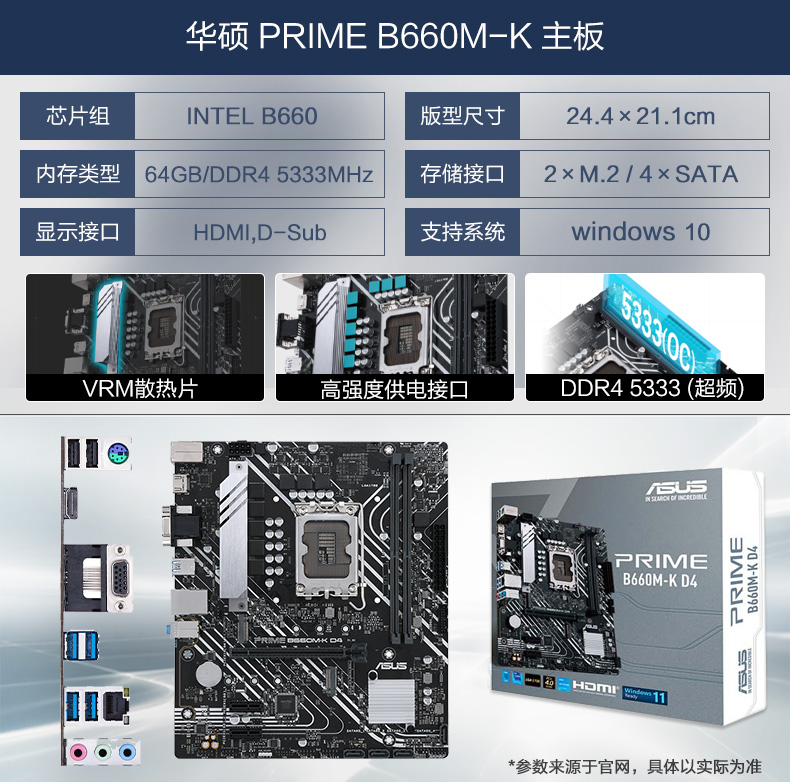 华硕 PRIME B660M-K 主板
芯片组 INTEL B660
版型尺寸 24.4×21.1cm
内存类型 64GB/DDR4 5333MHz
存储接口 2×M.2 / 4×SATA
显示接口 HDMI,D-Sub
支持系统 windows 10
5333(OC)
VRM散热片
高强度供电接口
DDR4 5333 (超频)
PRIME B660M-K D4
ASUS
ASUS
IN SEARCH OF INCREDIBLE
PRIME
B660M-K D4
HDMI
Windows 11
Ready
PRIME
B660M-K D4
ASUS
IN SEARCH OF INCREDIBLE
*参数来源于官网，具体以实际为准